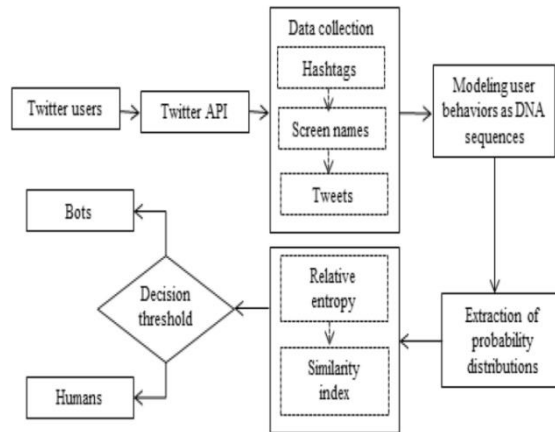 Data collection
Hashtags
Twitter users
Twitter API
Screen names
Tweets
Modeling user
behaviors as DNA
sequences
Bots
Decision
threshold
Humans
Relative
entropy
Similarity
index
Extraction of
probability
distributions